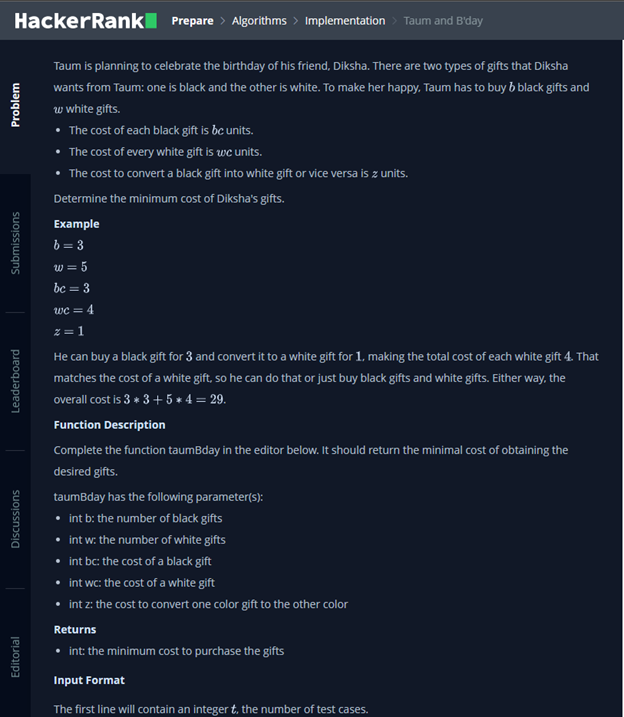 HackerRank Prepare > Algorithms > Implementation > Taum and B'day
Problem
Submissions
Leaderboard
Discussions
Editorial
Taum is planning to celebrate the birthday of his friend, Diksha. There are two types of gifts that Diksha
wants from Taum: one is black and the other is white. To make her happy, Taum has to buy b black gifts and
w white gifts.
• The cost of each black gift is bc units.
• The cost of every white gift is wc units.
• The cost to convert a black gift into white gift or vice versa is z units.
Determine the minimum cost of Diksha's gifts.
Example
b = 3
w = 5
bc = 3
wc = 4
z = 1
He can buy a black gift for 3 and convert it to a white gift for 1, making the total cost of each white gift 4. That
matches the cost of a white gift, so he can do that or just buy black gifts and white gifts. Either way, the
overall cost is 3 * 3 + 5 * 4 = 29.
Function Description
Complete the function taumBday in the editor below. It should return the minimal cost of obtaining the
desired gifts.
taumBday has the following parameter(s):
• int b: the number of black gifts
• int w: the number of white gifts
• int bc: the cost of a black gift
• int wc: the cost of a white gift
• int z: the cost to convert one color gift to the other color
Returns
• int: the minimum cost to purchase the gifts
Input Format
The first line will contain an integer t, the number of test cases.